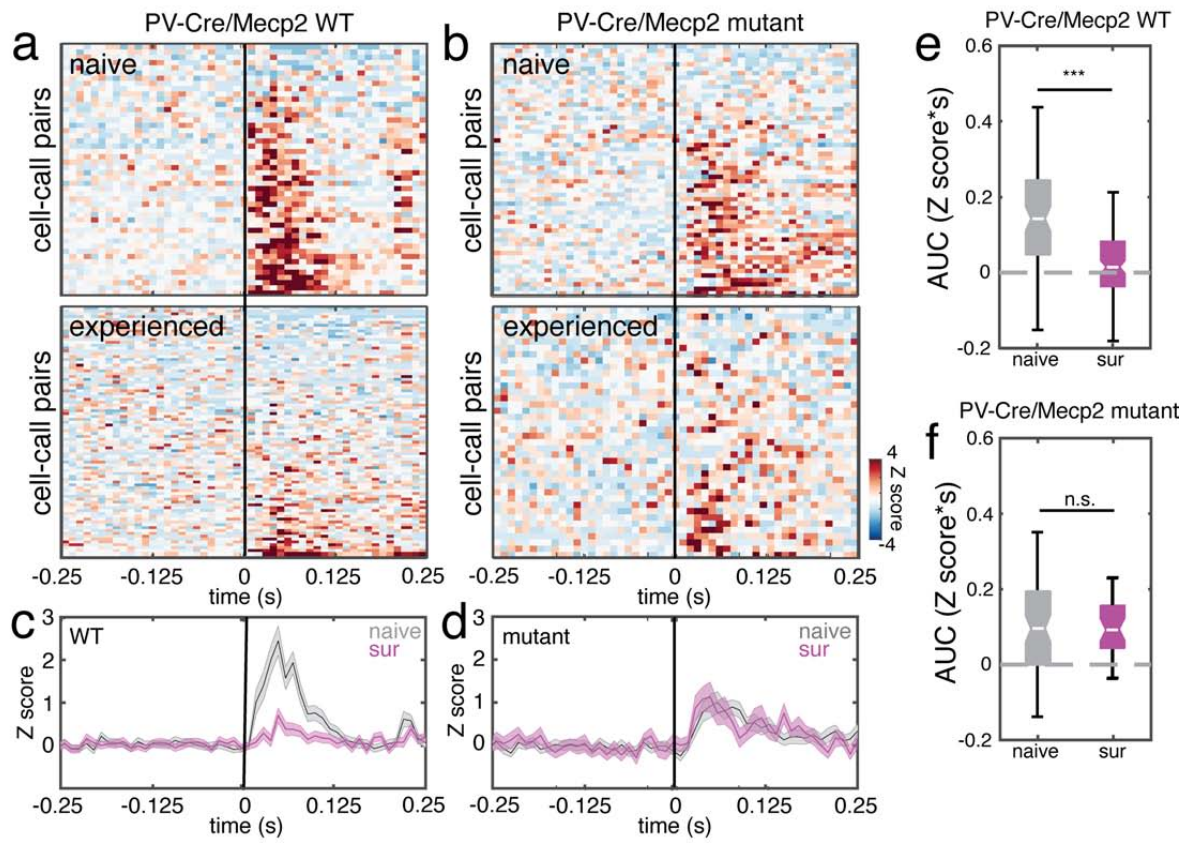 a
PV-Cre/Mecp2 WT
naive
cell-call pairs
experienced
cell-call pairs
-0.25 -0.125 0 0.125 0.25
time (s)
b
PV-Cre/Mecp2 mutant
naive
cell-call pairs
experienced
cell-call pairs
4
Z score
-4
-0.25 -0.125 0 0.125 0.25
time (s)
c
WT
naive
sur
Z score
3
2
1
0
-0.25 -0.125 0 0.125 0.25
time (s)
d
mutant
naive
sur
Z score
3
2
1
0
-0.25 -0.125 0 0.125 0.25
time (s)
e
PV-Cre/Mecp2 WT
AUC (Z score*s)
0.6
0.4
0.2
0
-0.2
***
naive sur
f
PV-Cre/Mecp2 mutant
AUC (Z score*s)
0.6
0.4
0.2
0
-0.2
n.s.
naive sur